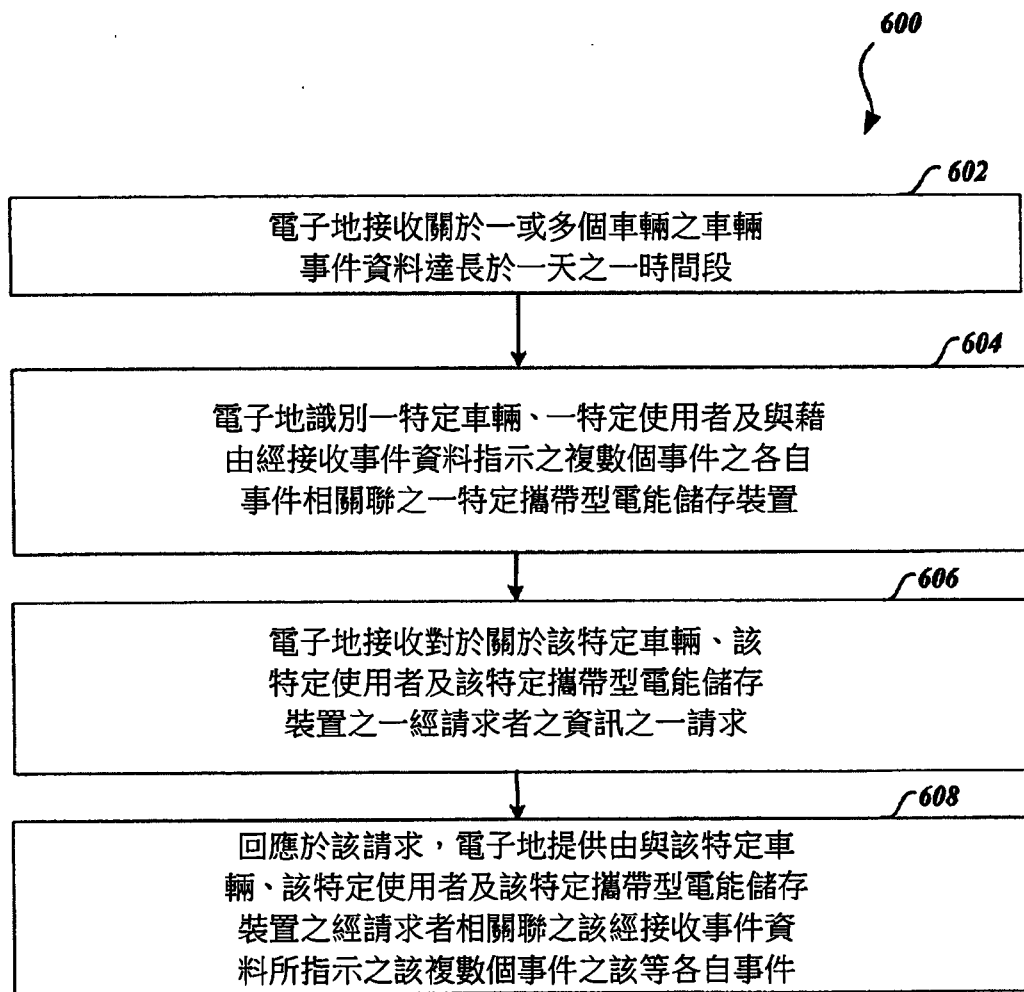 600
602
電子地接收關於一或多個車輛之車輛
事件資料達長於一天之一時間段
604
電子地識別一特定車輛、一特定使用者及與藉
由經接收事件資料指示之複數個事件之各自
事件相關聯之一特定攜帶型電能儲存裝置
606
電子地接收對於關於該特定車輛、該
特定使用者及該特定攜帶型電能儲存
裝置之一經請求者之資訊之一請求
608
回應於該請求，電子地提供由與該特定車
輛、該特定使用者及該特定攜帶型電能儲存
裝置之經請求者相關聯之該經接收事件資
料所指示之該複數個事件之該等各自事件